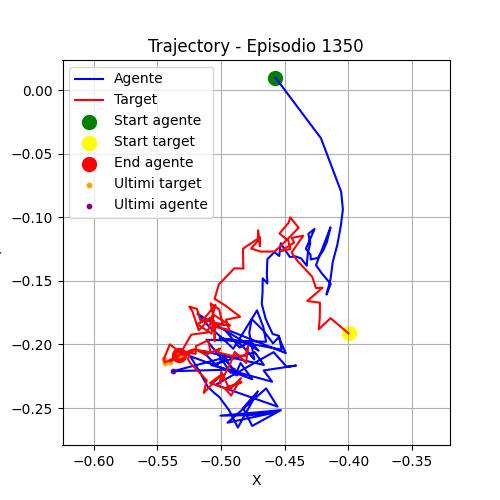 Trajectory - Episodio 1350
Agente
Target
Start agente
Start target
End agente
Ultimi target
Ultimi agente
0.00
−0.05
−0.10
−0.15
−0.20
−0.25
−0.60
−0.55
−0.50
−0.45
−0.40
−0.35
X